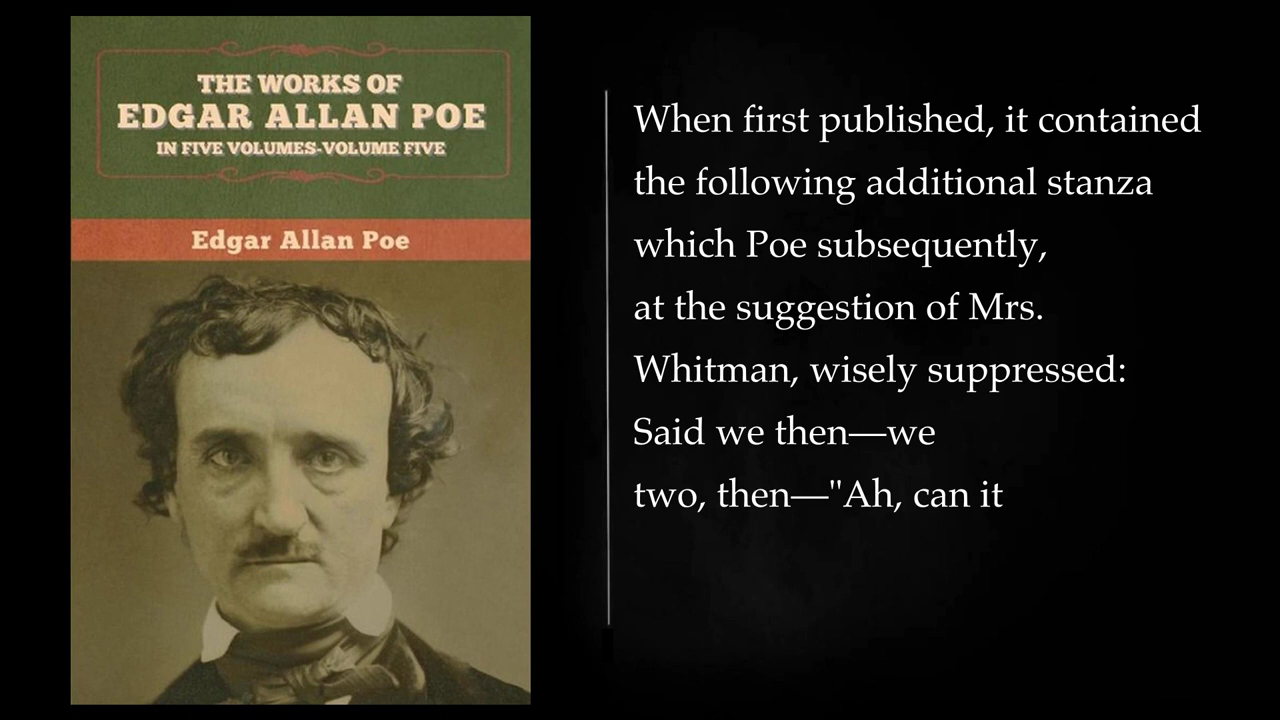 THE WORKS OF
EDGAR ALLAN POE
IN FIVE VOLUMES-VOLUME FIVE
Edgar Allan Poe
When first published, it contained
the following additional stanza
which Poe subsequently,
at the suggestion of Mrs.
Whitman, wisely suppressed:
Said we then—we
two, then—"Ah, can it